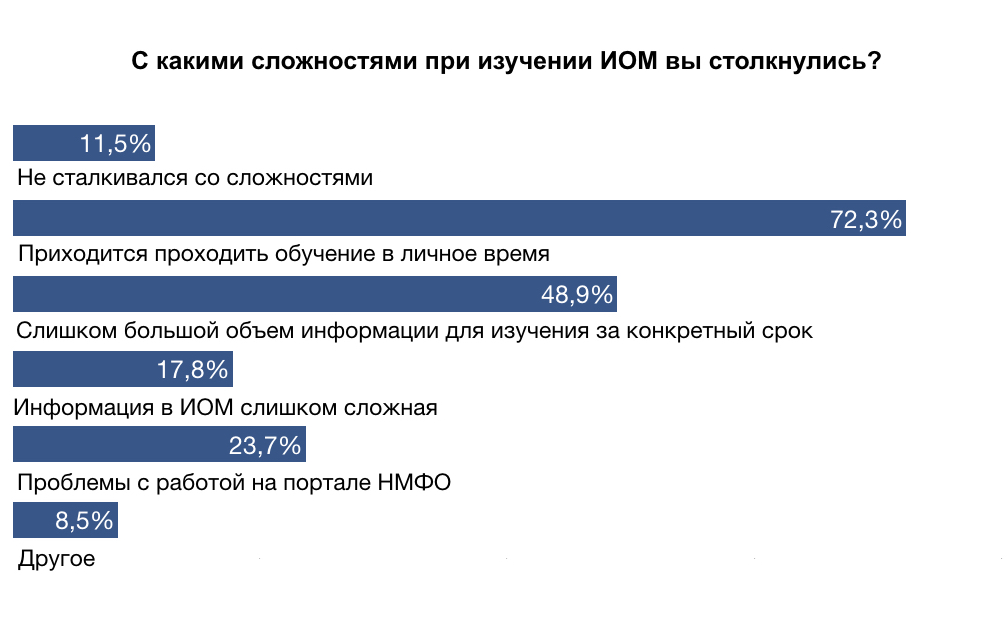 С какими сложностями при изучении ИОМ вы столкнулись?
11,5%
Не сталкивался со сложностями
72,3%
Приходится проходить обучение в личное время
48,9%
Слишком большой объем информации для изучения за конкретный срок
17,8%
Информация в ИОМ слишком сложная
23,7%
Проблемы с работой на портале НМФО
8,5%
Другое